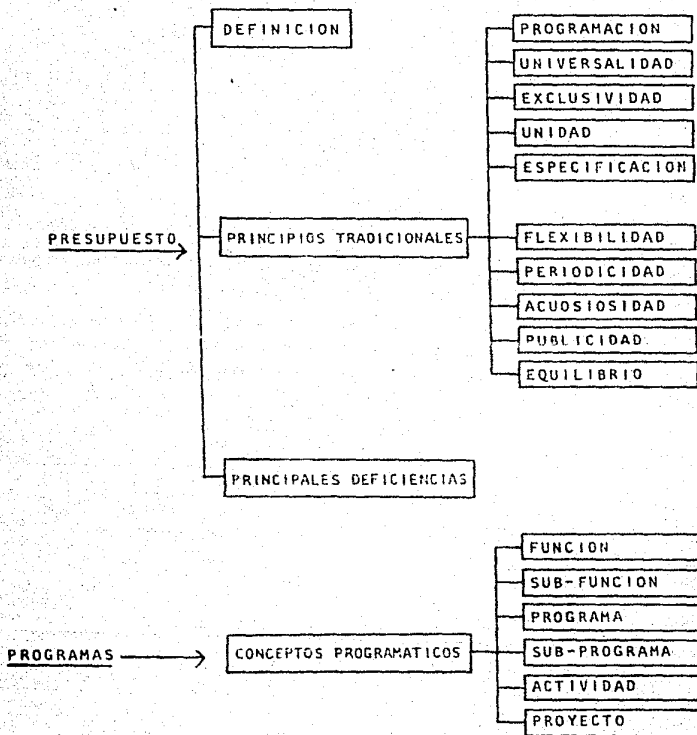 DEFINICION
PROGRAMACION
UNIVERSALIDAD
EXCLUSIVIDAD
UNIDAD
ESPECIFICACION
PRESUPUESTO
PRINCIPIOS TRADICIONALES
FLEXIBILIDAD
PERIODICIDAD
ACUOSIOSIDAD
PUBLICIDAD
EQUILIBRIO
PRINCIPALES DEFICIENCIAS
FUNCION
SUB-FUNCION
PROGRAMA
PROGRAMAS
CONCEPTOS PROGRAMATICOS
SUB-PROGRAMA
ACTIVIDAD
PROYECTO